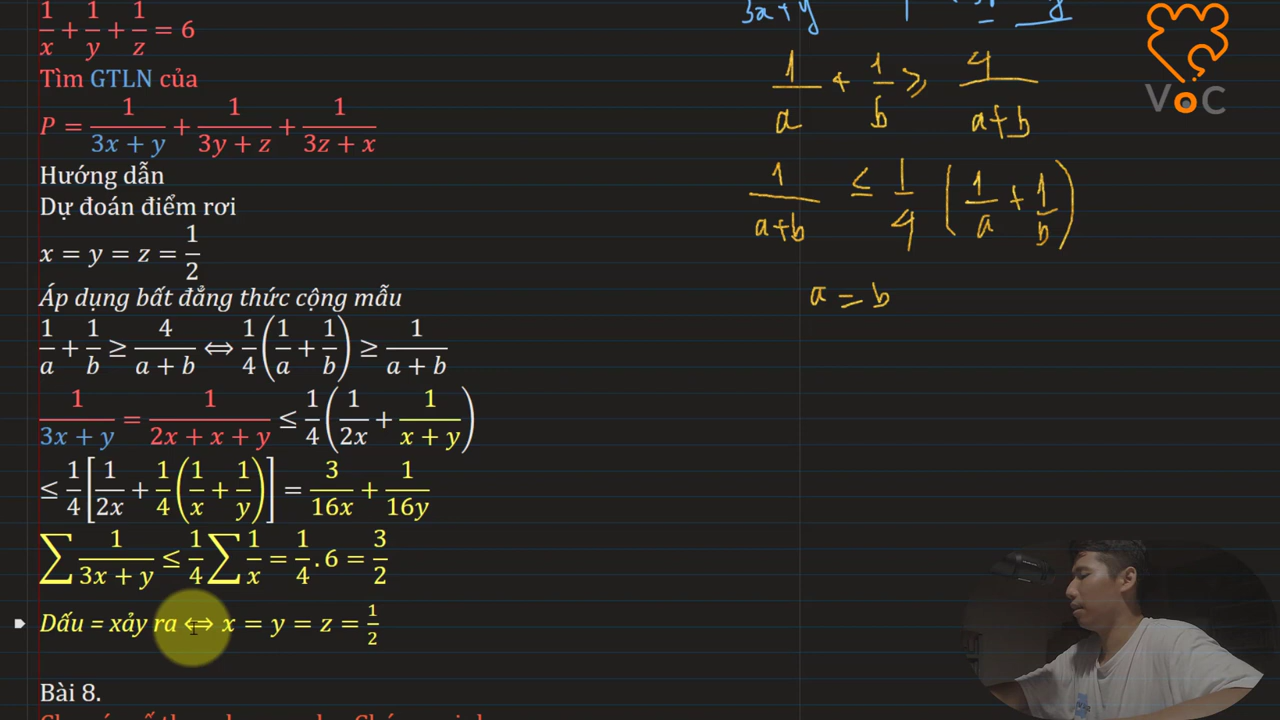 1/x + 1/y + 1/z = 6
Tìm GTLN của
P = 1/(3x + y) + 1/(3y + z) + 1/(3z + x)
Hướng dẫn
Dự đoán điểm rơi
x = y = z = 1/2
Áp dụng bất đẳng thức cộng mẫu
1/a + 1/b ≥ 4/(a + b) ⟺ 1/4 (1/a + 1/b) ≥ 1/(a + b)
1/(3x + y) = 1/(2x + x + y) ≤ 1/4 (1/2x + 1/(x + y))
≤ 1/4 [1/2x + 1/4 (1/x + 1/y)] = 3/16x + 1/16y
∑ 1/(3x + y) ≤ 1/4 ∑ 1/x = 1/4 . 6 = 3/2
Dấu = xảy ra ⟺ x = y = z = 1/2
Bài 8.
3x+y
1/a + 1/b ≥ 4/(a+b)
1/(a+b) ≤ 1/4 (1/a + 1/b)
a = b
VOC